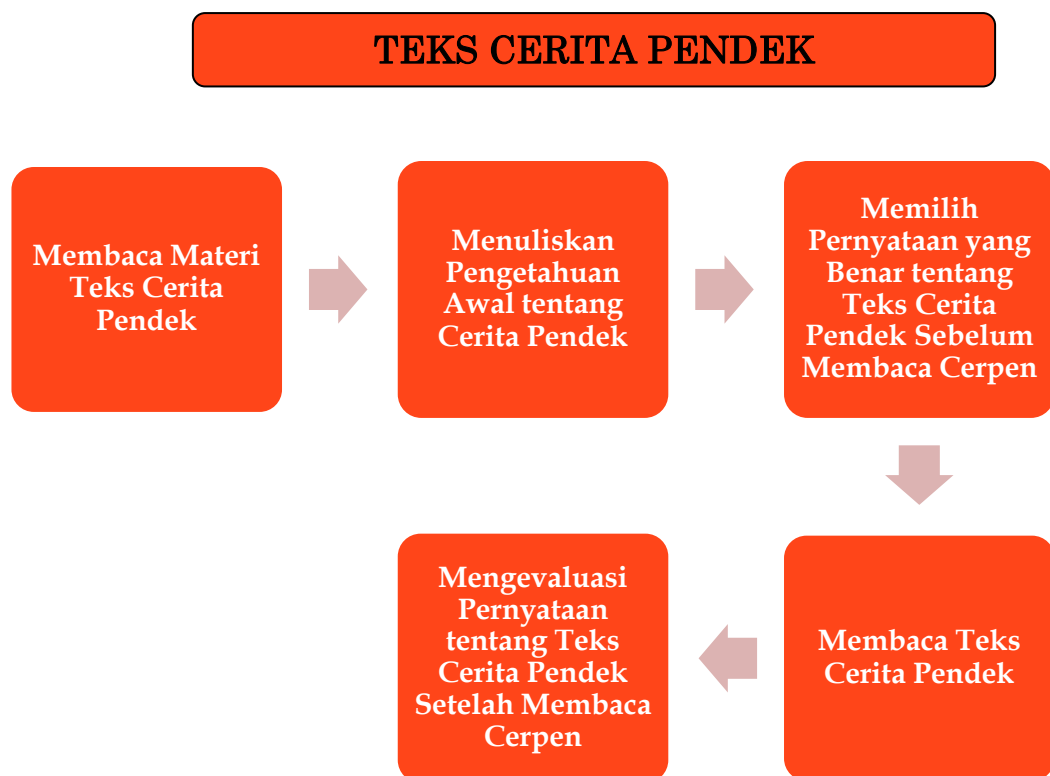 TEKS CERITA PENDEK
Membaca Materi
Teks Cerita
Pendek
Menuliskan
Pengetahuan
Awal tentang
Cerita Pendek
Memilih
Pernyataan yang
Benar tentang
Teks Cerita
Pendek Sebelum
Membaca Cerpen
Membaca Teks
Cerita Pendek
Mengevaluasi
Pernyataan
tentang Teks
Cerita Pendek
Setelah Membaca
Cerpen